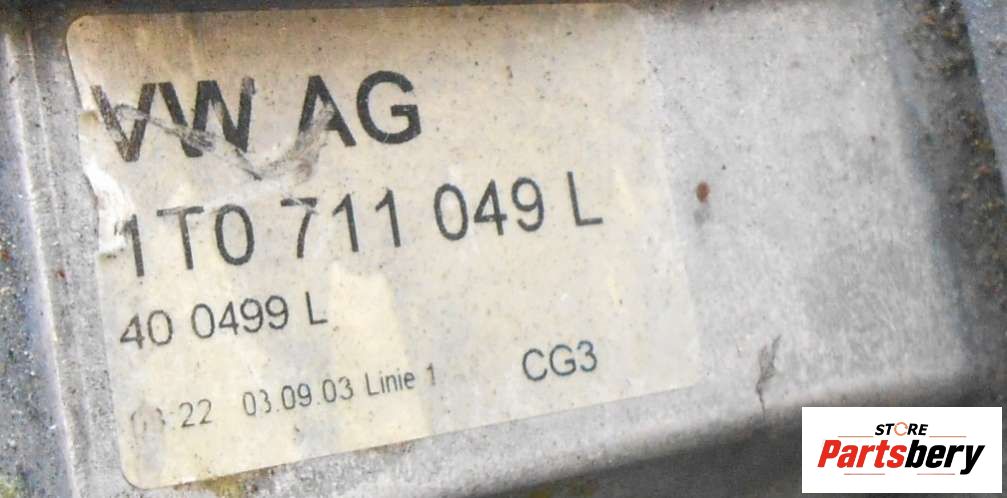 VW AG
1T0 711 049 L
40 0499 L
:22 03.09.03 Linie 1
CG3
STORE
Partsbery